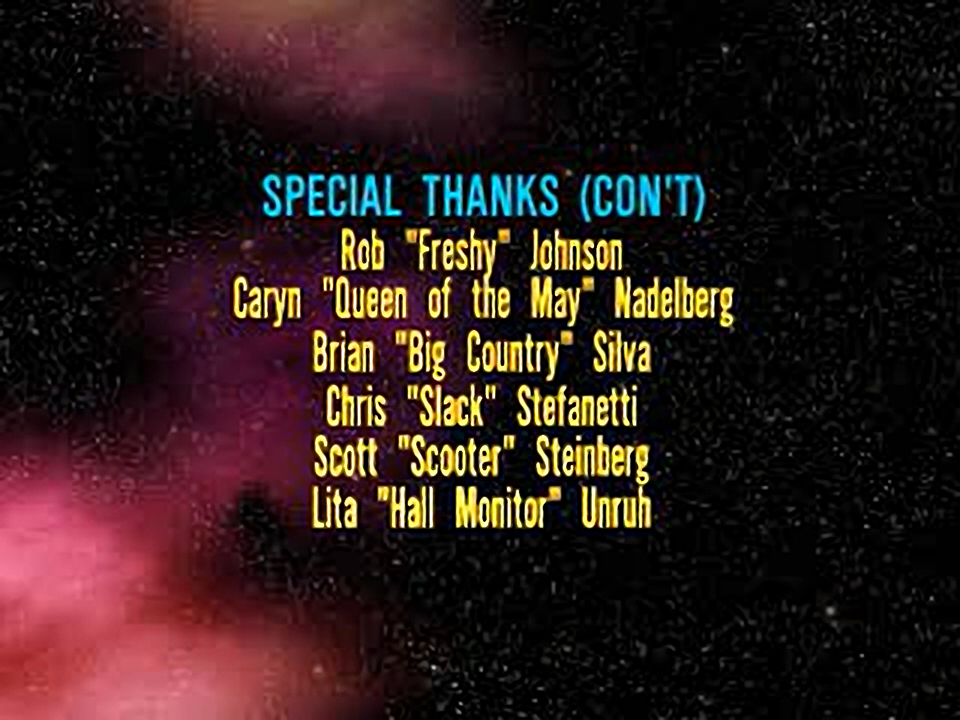 SPECIAL THANKS (CON'T)
Rob "Freshy" Johnson
Caryn "Queen of the May" Nadelberg
Brian "Big Country" Silva
Chris "Slack" Stefanetti
Scott "Scooter" Steinberg
Lita "Hall Monitor" Unruh